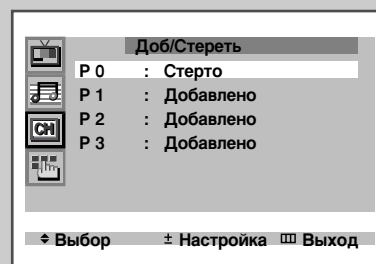 Доб/Стереть
P 0 : Стерто
P 1 : Добавлено
CH
P 2 : Добавлено
P 3 : Добавлено
Выбор ± Настройка Выход